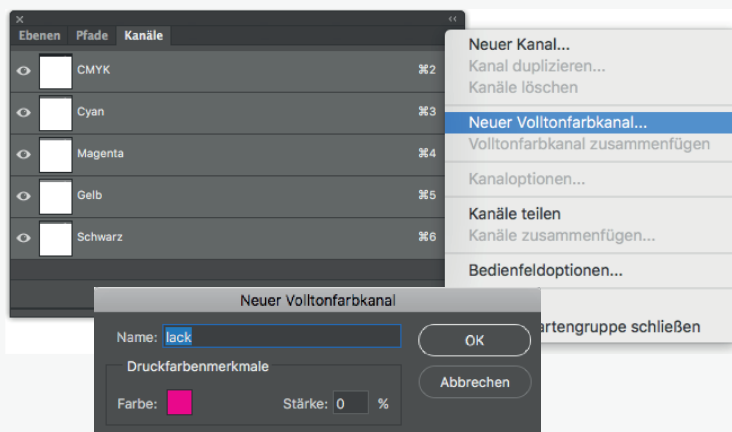 Ebenen Pfade Kanäle
CMYK ⌘2
Cyan ⌘3
Magenta ⌘4
Gelb ⌘5
Schwarz ⌘6
Neuer Kanal...
Kanal duplizieren...
Kanäle löschen
Neuer Volltonfarbkanal...
Volltonfarbkanal zusammenfügen
Kanaloptionen...
Kanäle teilen
Kanäle zusammenfügen...
Bedienfeldoptionen...
artengruppe schließen
Neuer Volltonfarbkanal
Name: lack
OK
Druckfarbenmerkmale
Abbrechen
Farbe: Stärke: 0 %